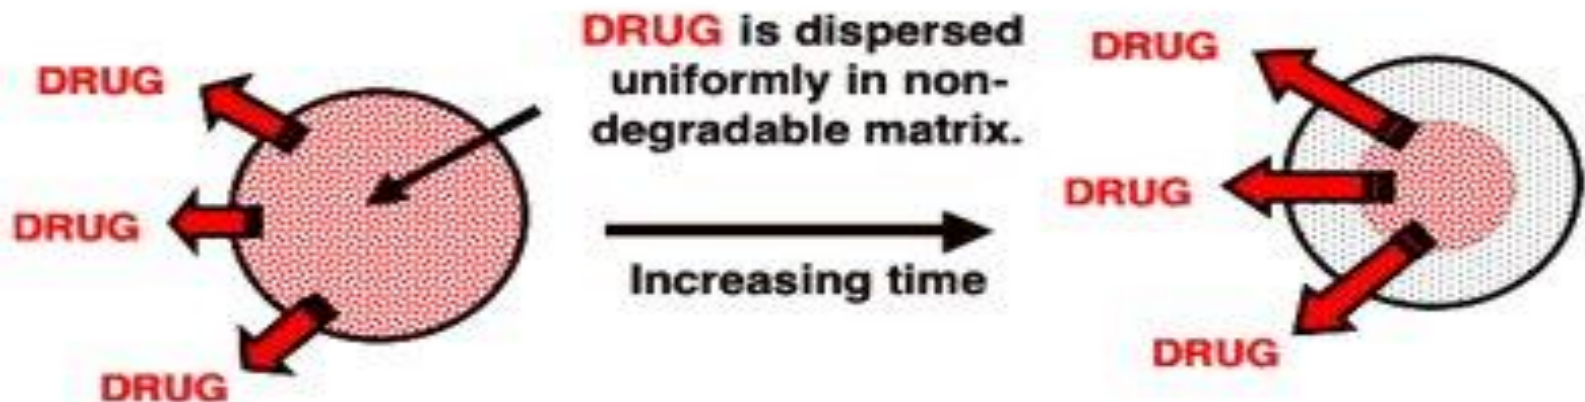 DRUG
DRUG
DRUG
DRUG is dispersed
uniformly in non-
degradable matrix.
Increasing time
DRUG
DRUG
DRUG